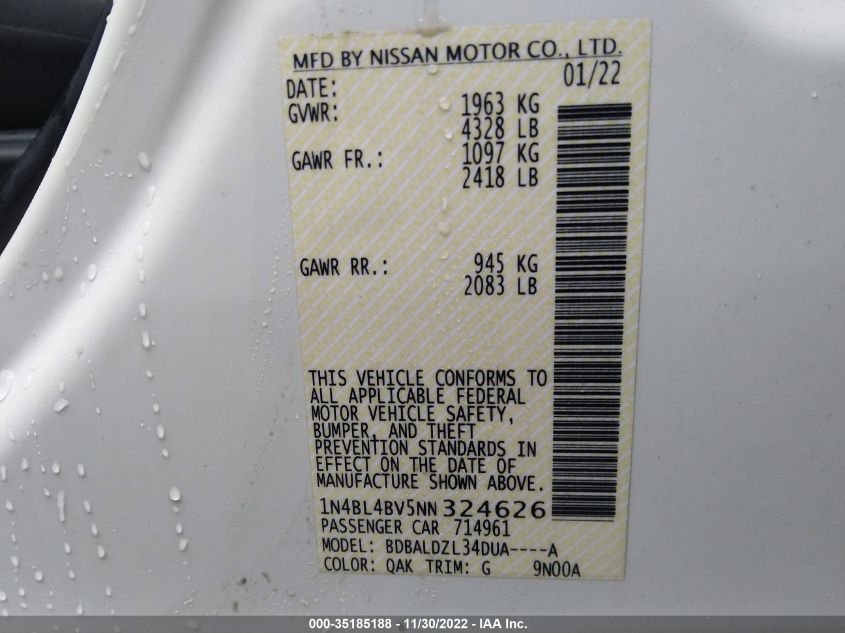 MFD BY NISSAN MOTOR CO., LTD.
DATE: 01/22
GVWR: 1963 KG
4328 LB
GAWR FR.: 1097 KG
2418 LB
GAWR RR.: 945 KG
2083 LB
THIS VEHICLE CONFORMS TO
ALL APPLICABLE FEDERAL
MOTOR VEHICLE SAFETY,
BUMPER, AND THEFT
PREVENTION STANDARDS IN
EFFECT ON THE DATE OF
MANUFACTURE SHOWN ABOVE.
1N4BL4BV5NN324626
PASSENGER CAR 714961
MODEL: BDBALDZL34DUA----A
COLOR: QAK TRIM: G 9N00A
000-35185188 - 11/30/2022 - IAA Inc.